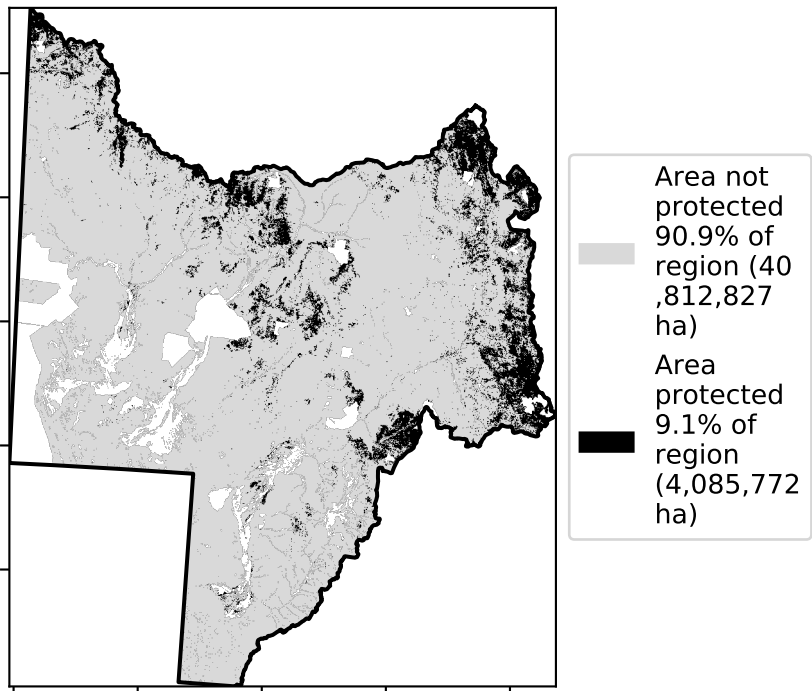 Area not
protected
90.9% of
region (40
,812,827
ha)
Area
protected
9.1% of
region
(4,085,772
ha)